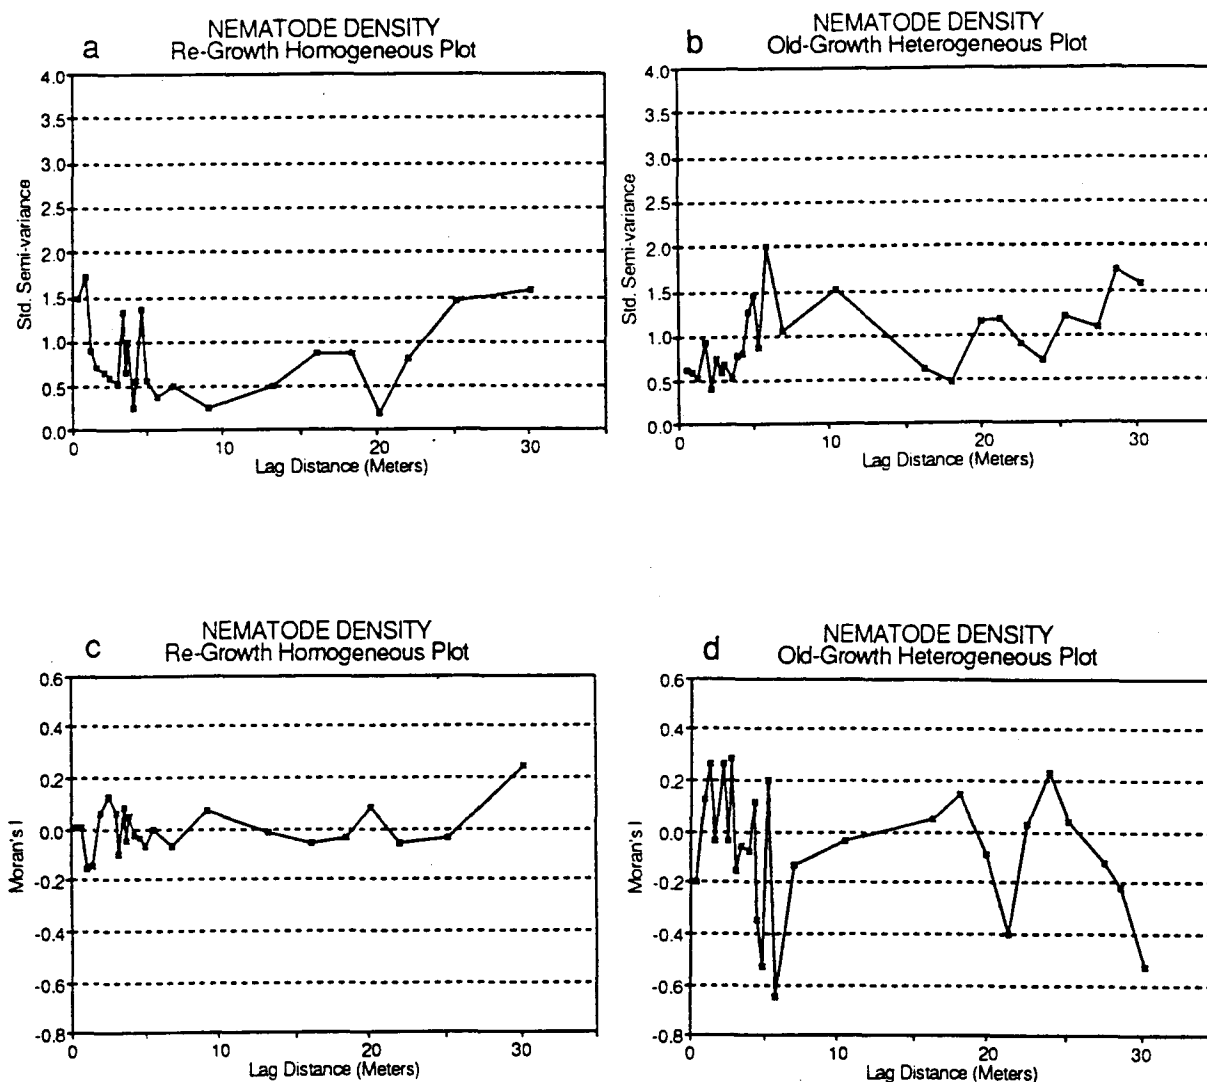 a
NEMATODE DENSITY
Re-Growth Homogeneous Plot
4.0
3.5
3.0
2.5
2.0
1.5
1.0
0.5
0.0
Std. Semi-variance
0 10 20 30
Lag Distance (Meters)
b
NEMATODE DENSITY
Old-Growth Heterogeneous Plot
4.0
3.5
3.0
2.5
2.0
1.5
1.0
0.5
0.0
Std. Semi-variance
0 10 20 30
Lag Distance (Meters)
c
NEMATODE DENSITY
Re-Growth Homogeneous Plot
0.6
0.4
0.2
0.0
-0.2
-0.4
-0.6
-0.8
Moran's I
0 10 20 30
Lag Distance (Meters)
d
NEMATODE DENSITY
Old-Growth Heterogeneous Plot
0.6
0.4
0.2
0.0
-0.2
-0.4
-0.6
-0.8
Moran's I
0 10 20 30
Lag Distance (Meters)